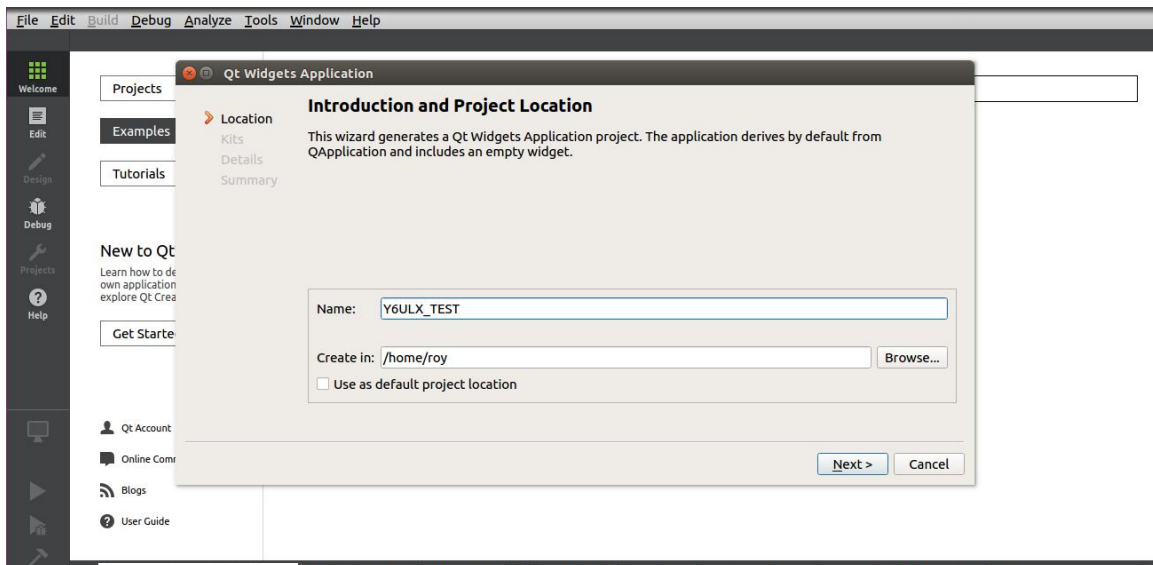 File Edit Build Debug Analyze Tools Window Help
Welcome
Edit
Design
Debug
Projects
Help
Projects
Examples
Tutorials
New to Qt
Learn how to de
own application
explore Qt Crea
Get Starte
Qt Account
Online Comm
Blogs
User Guide
Qt Widgets Application
Location
Kits
Details
Summary
Introduction and Project Location
This wizard generates a Qt Widgets Application project. The application derives by default from
QApplication and includes an empty widget.
Name: Y6ULX_TEST
Create in: /home/roy Browse...
Use as default project location
Next > Cancel